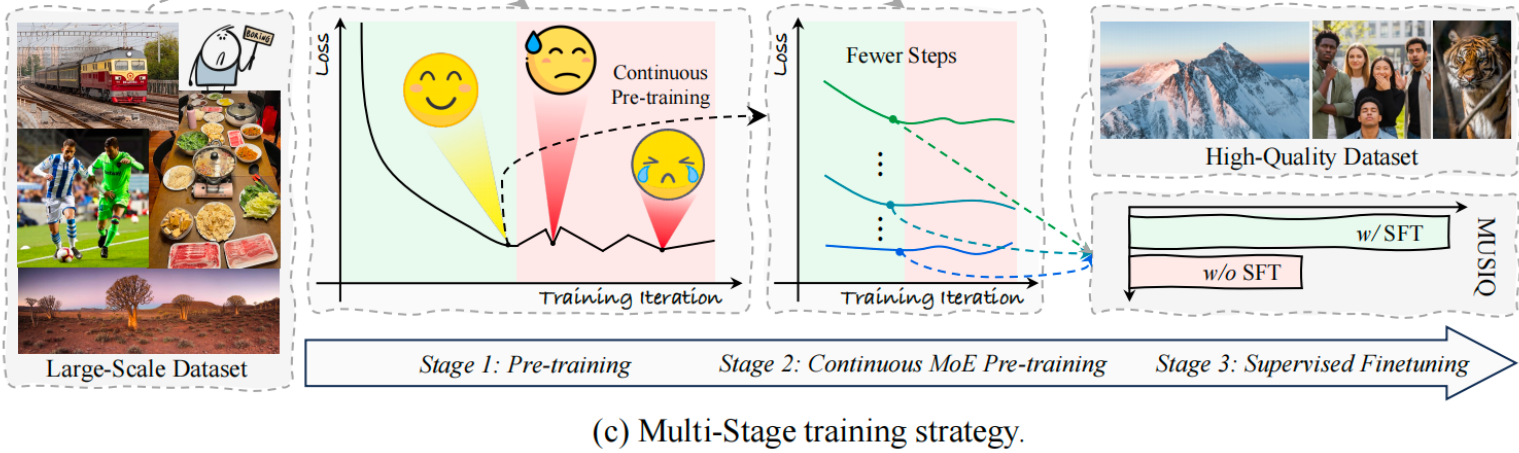 BORING
Large-Scale Dataset
Loss
Continuous
Pre-training
Training Iteration
Loss
Fewer Steps
Training Iteration
High-Quality Dataset
w/ SFT
w/o SFT
MUSIQ
Stage 1: Pre-training
Stage 2: Continuous MoE Pre-training
Stage 3: Supervised Finetuning
(c) Multi-Stage training strategy.